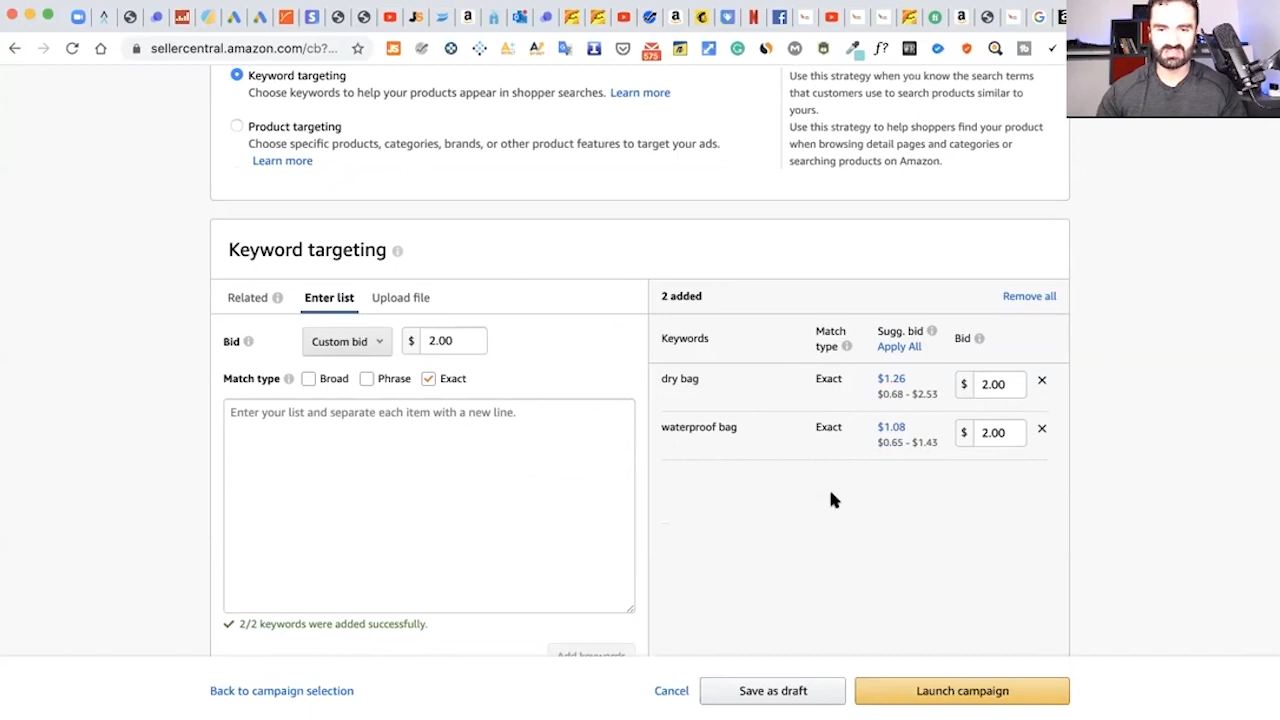 sellercentral.amazon.com/cb?...
575
f?
Keyword targeting
Choose keywords to help your products appear in shopper searches. Learn more
Product targeting
Choose specific products, categories, brands, or other product features to target your ads.
Learn more
Use this strategy when you know the search terms
that customers use to search products similar to
yours.
Use this strategy to help shoppers find your product
when browsing detail pages and categories or
searching products on Amazon.
Keyword targeting
Related Enter list Upload file
Bid Custom bid $ 2.00
Match type Broad Phrase Exact
Enter your list and separate each item with a new line.
2/2 keywords were added successfully.
Add keywords
2 added Remove all
Keywords Match type Sugg. bid Apply All Bid
dry bag Exact $1.26 $ 2.00
$0.68 - $2.53
waterproof bag Exact $1.08 $ 2.00
$0.65 - $1.43
Back to campaign selection Cancel Save as draft Launch campaign